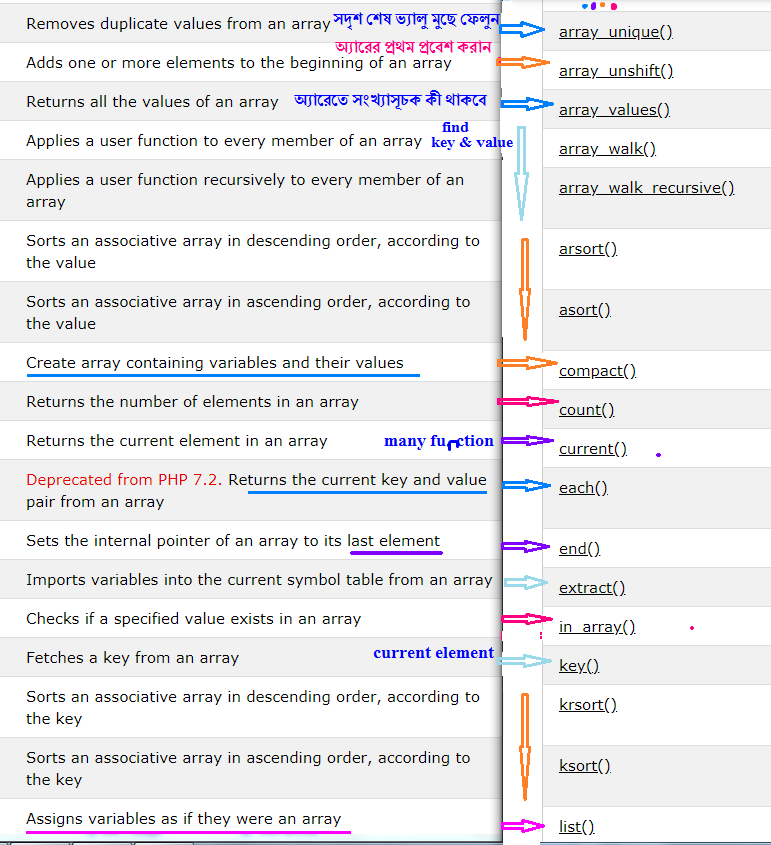 Removes duplicate values from an array সদৃশ শেষ ভ্যালু মুছে ফেলুন array_unique()
অ্যারের প্রথম প্রবেশ করান
Adds one or more elements to the beginning of an array array_unshift()
Returns all the values of an array অ্যারেতে সংখ্যাসূচক কী থাকবে array_values()
find
Applies a user function to every member of an array key & value array_walk()
Applies a user function recursively to every member of an array_walk_recursive()
array
Sorts an associative array in descending order, according to arsort()
the value
Sorts an associative array in ascending order, according to asort()
the value
Create array containing variables and their values compact()
Returns the number of elements in an array count()
Returns the current element in an array many function current()
Deprecated from PHP 7.2. Returns the current key and value each()
pair from an array
Sets the internal pointer of an array to its last element end()
Imports variables into the current symbol table from an array extract()
Checks if a specified value exists in an array in_array()
Fetches a key from an array current element key()
Sorts an associative array in descending order, according to krsort()
the key
Sorts an associative array in ascending order, according to ksort()
the key
Assigns variables as if they were an array list()